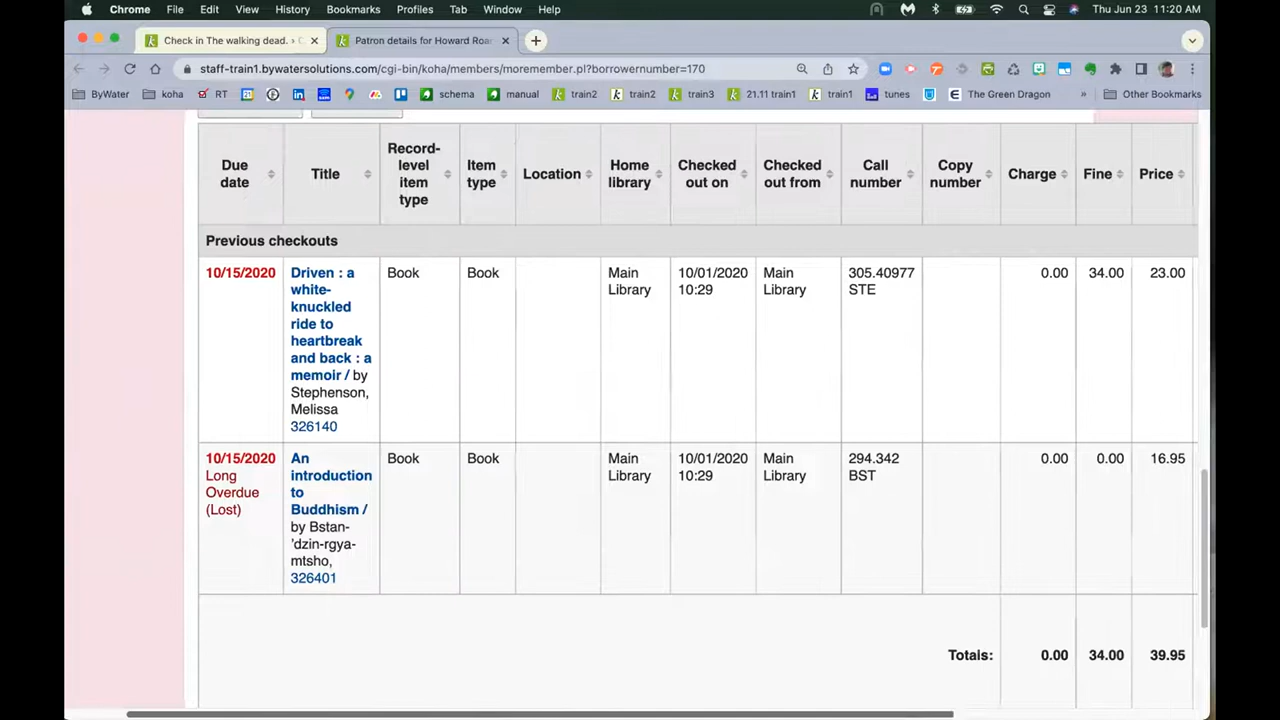 Chrome File Edit View History Bookmarks Profiles Tab Window Help Thu Jun 23 11:20 AM
Check in The walking dead. › C Patron details for Howard Roar
staff-train1.bywatersolutions.com/cgi-bin/koha/members/moremember.pl?borrowernumber=170
ByWater koha RT schema manual train2 train2 train3 21.11 train1 train1 tunes The Green Dragon » Other Bookmarks
Due date
Title
Record-level item type
Item type
Location
Home library
Checked out on
Checked out from
Call number
Copy number
Charge
Fine
Price
Previous checkouts
10/15/2020
Driven : a
white-
knuckled
ride to
heartbreak
and back : a
memoir / by
Stephenson,
Melissa
326140
Book
Book
Main
Library
10/01/2020
10:29
Main
Library
305.40977
STE
0.00
34.00
23.00
10/15/2020
Long
Overdue
(Lost)
An
introduction
to
Buddhism /
by Bstan-
'dzin-rgya-
mtsho,
326401
Book
Book
Main
Library
10/01/2020
10:29
Main
Library
294.342
BST
0.00
0.00
16.95
Totals: 0.00 34.00 39.95